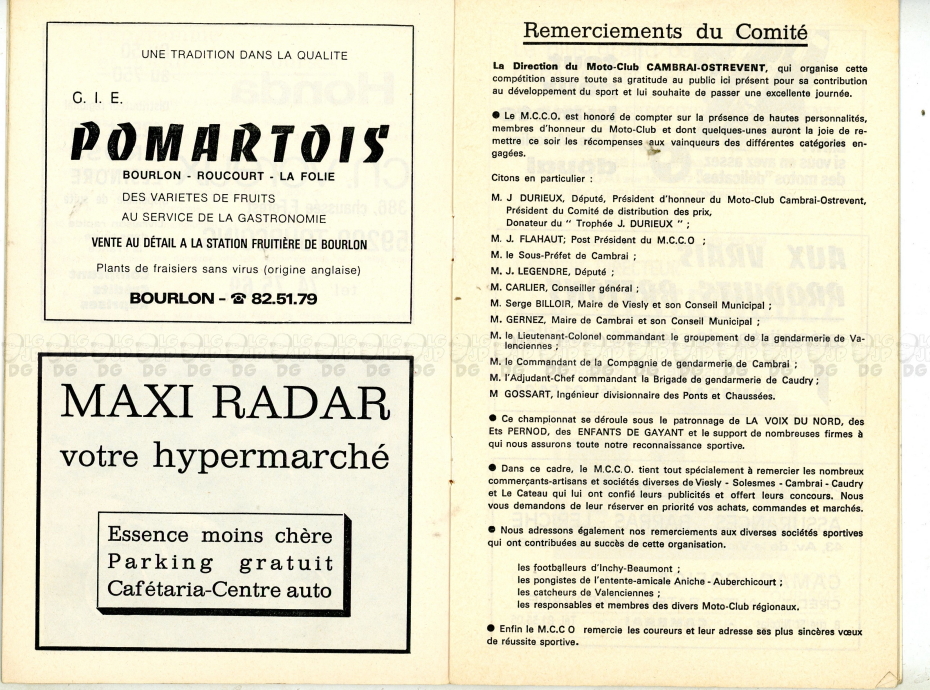 UNE TRADITION DANS LA QUALITE
G. I. E.
POMARTOIS
BOURLON - ROUCOURT - LA FOLIE
DES VARIETES DE FRUITS
AU SERVICE DE LA GASTRONOMIE
VENTE AU DÉTAIL A LA STATION FRUITIÈRE DE BOURLON
Plants de fraisiers sans virus (origine anglaise)
BOURLON - ☎ 82.51.79
MAXI RADAR
votre hypermarché
Essence moins chère
Parking gratuit
Cafétaria-Centre auto
Remerciements du Comité
La Direction du Moto-Club CAMBRAI-OSTREVENT, qui organise cette
compétition assure toute sa gratitude au public ici présent pour sa contribution
au développement du sport et lui souhaite de passer une excellente journée.
● Le M.C.C.O. est honoré de compter sur la présence de hautes personnalités,
membres d'honneur du Moto-Club et dont quelques-unes auront la joie de re-
mettre ce soir les récompenses aux vainqueurs des différentes catégories en-
gagées.
Citons en particulier :
M. J DURIEUX, Député, Président d'honneur du Moto-Club Cambrai-Ostrevent,
Président du Comité de distribution des prix,
Donateur du " Trophée J. DURIEUX " ;
M. J. FLAHAUT; Post Président du M.C.C.O ;
M. le Sous-Préfet de Cambrai ;
M. J. LEGENDRE, Député ;
M. CARLIER, Conseiller général ;
M. Serge BILLOIR, Maire de Viesly et son Conseil Municipal ;
M. GERNEZ, Maire de Cambrai et son Conseil Municipal ;
M. le Lieutenant-Colonel commandant le groupement de la gendarmerie de Va-
lenciennes ;
M. le Commandant de la Compagnie de gendarmerie de Cambrai ;
M. l'Adjudant-Chef commandant la Brigade de gendarmerie de Caudry ;
M GOSSART, Ingénieur divisionnaire des Ponts et Chaussées.
● Ce championnat se déroule sous le patronnage de LA VOIX DU NORD, des
Ets PERNOD, des ENFANTS DE GAYANT et le support de nombreuses firmes à
qui nous assurons toute notre reconnaissance sportive.
● Dans ce cadre, le M.C.C.O. tient tout spécialement à remercier les nombreux
commerçants-artisans et sociétés diverses de Viesly - Solesmes - Cambrai - Caudry
et Le Cateau qui lui ont confié leurs publicités et offert leurs concours. Nous
vous demandons de leur réserver en priorité vos achats, commandes et marchés.
● Nous adressons également nos remerciements aux diverses sociétés sportives
qui ont contribuées au succès de cette organisation.
les footballeurs d'Inchy-Beaumont ;
les pongistes de l'entente-amicale Aniche - Auberchicourt ;
les catcheurs de Valenciennes ;
les responsables et membres des divers Moto-Club régionaux.
● Enfin le M.C.C O remercie les coureurs et leur adresse ses plus sincères vœux
de réussite sportive.